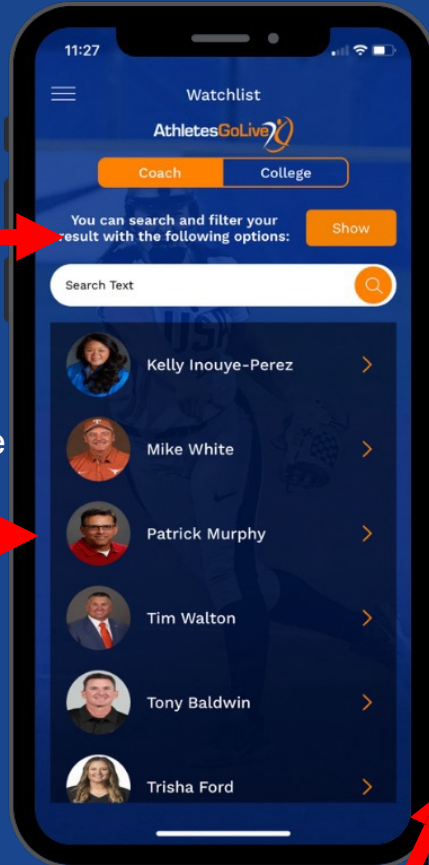 11:27
Watchlist
AthletesGoLive
Coach
College
You can search and filter your
result with the following options:
Show
Search Text
US
e
Kelly Inouye-Perez
Mike White
Patrick Murphy
Tim Walton
Tony Baldwin
Trisha Ford